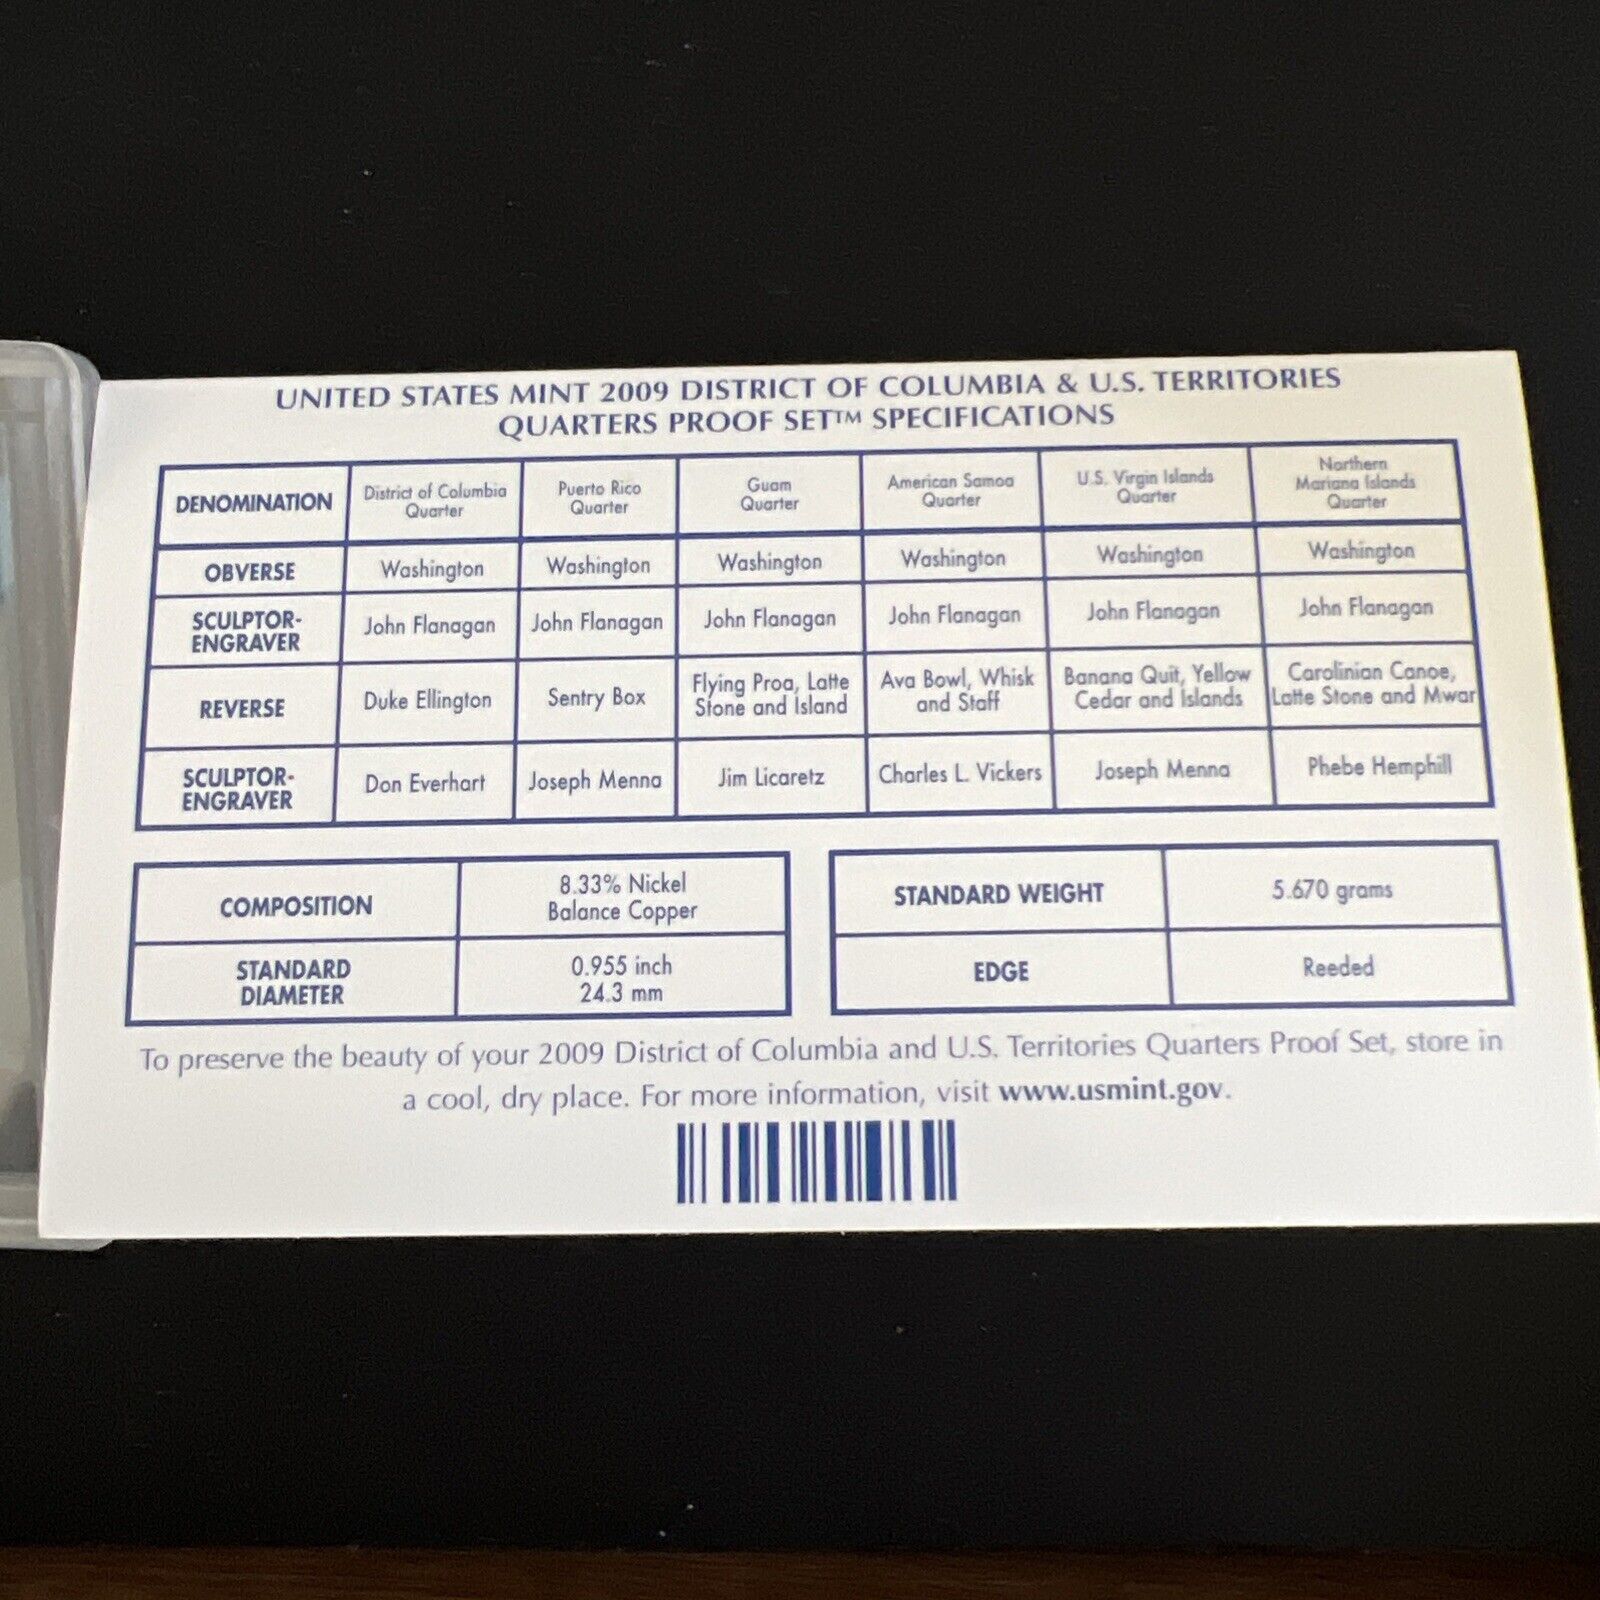 UNITED STATES MINT 2009 DISTRICT OF COLUMBIA & U.S. TERRITORIES
QUARTERS PROOF SET™ SPECIFICATIONS
DENOMINATION
District of Columbia
Quarter
Puerto Rico
Quarter
Guam
Quarter
American Samoa
Quarter
U.S. Virgin Islands
Quarter
Northern
Mariana Islands
Quarter
OBVERSE
Washington
Washington
Washington
Washington
Washington
Washington
SCULPTOR-
ENGRAVER
John Flanagan
John Flanagan
John Flanagan
John Flanagan
John Flanagan
John Flanagan
REVERSE
Duke Ellington
Sentry Box
Flying Proa, Latte
Stone and Island
Ava Bowl, Whisk
and Staff
Banana Quit, Yellow
Cedar and Islands
Carolinian Canoe,
Latte Stone and Mwar
SCULPTOR-
ENGRAVER
Don Everhart
Joseph Menna
Jim Licaretz
Charles L. Vickers
Joseph Menna
Phebe Hemphill
COMPOSITION
8.33% Nickel
Balance Copper
STANDARD
DIAMETER
0.955 inch
24.3 mm
STANDARD WEIGHT
5.670 grams
EDGE
Reeded
To preserve the beauty of your 2009 District of Columbia and U.S. Territories Quarters Proof Set, store in
a cool, dry place. For more information, visit www.usmint.gov.